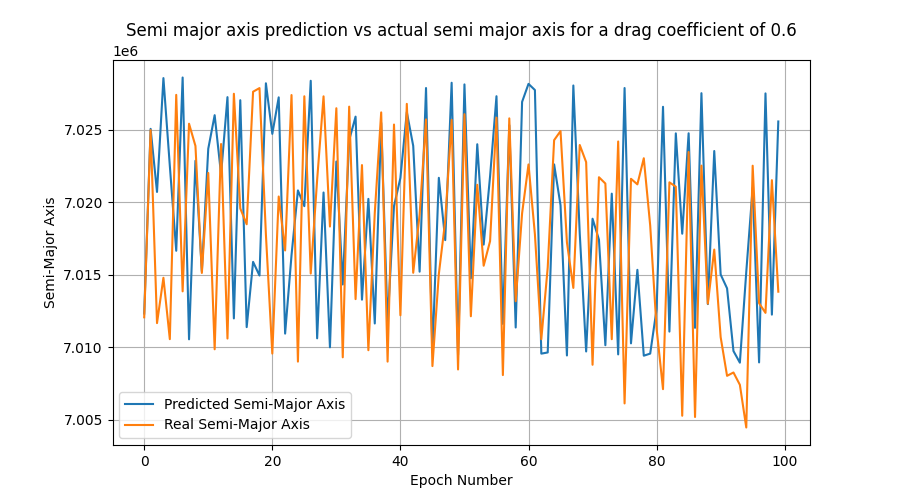 Semi major axis prediction vs actual semi major axis for a drag coefficient of 0.6
1e6
7.025
7.020
7.015
7.010
7.005
Semi-Major Axis
Predicted Semi-Major Axis
Real Semi-Major Axis
0 20 40 60 80 100
Epoch Number